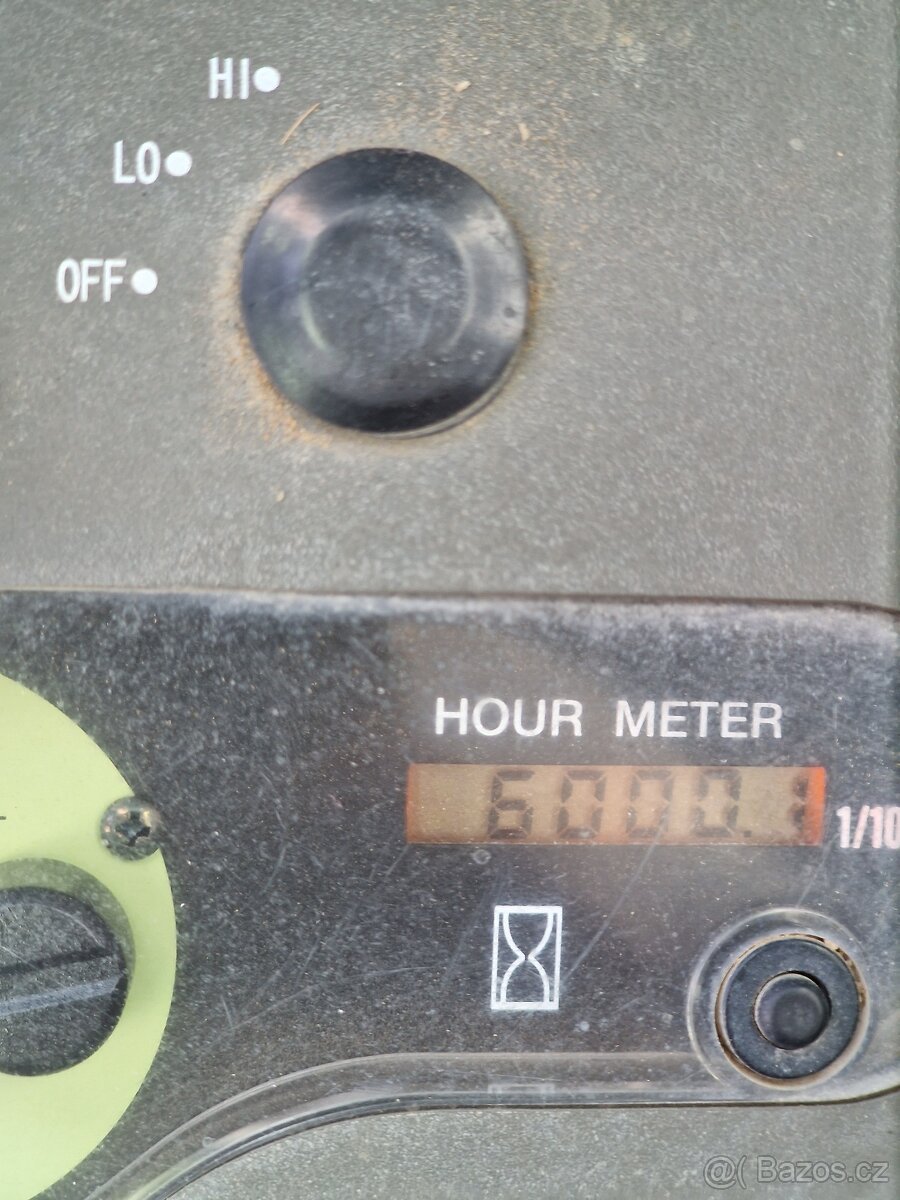 HI
LO
OFF
HOUR METER
6000.1
1/10
@( Bazos.cz